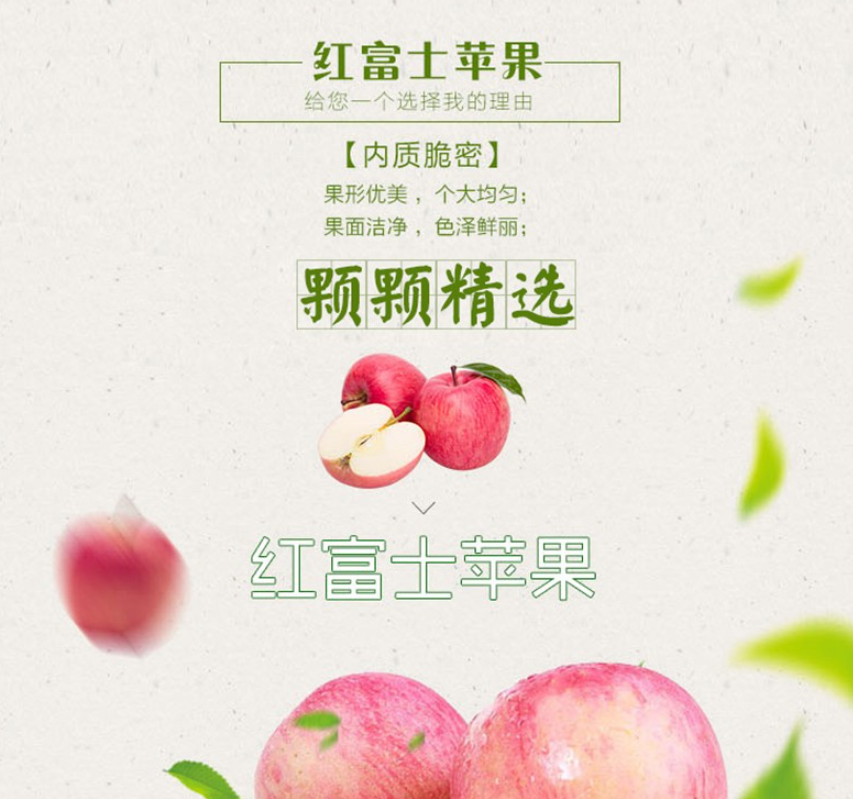 红富士苹果
给您一个选择我的理由
【内质脆密】
果形优美，个大均匀；
果面洁净，色泽鲜丽；
颗颗精选
红富士苹果